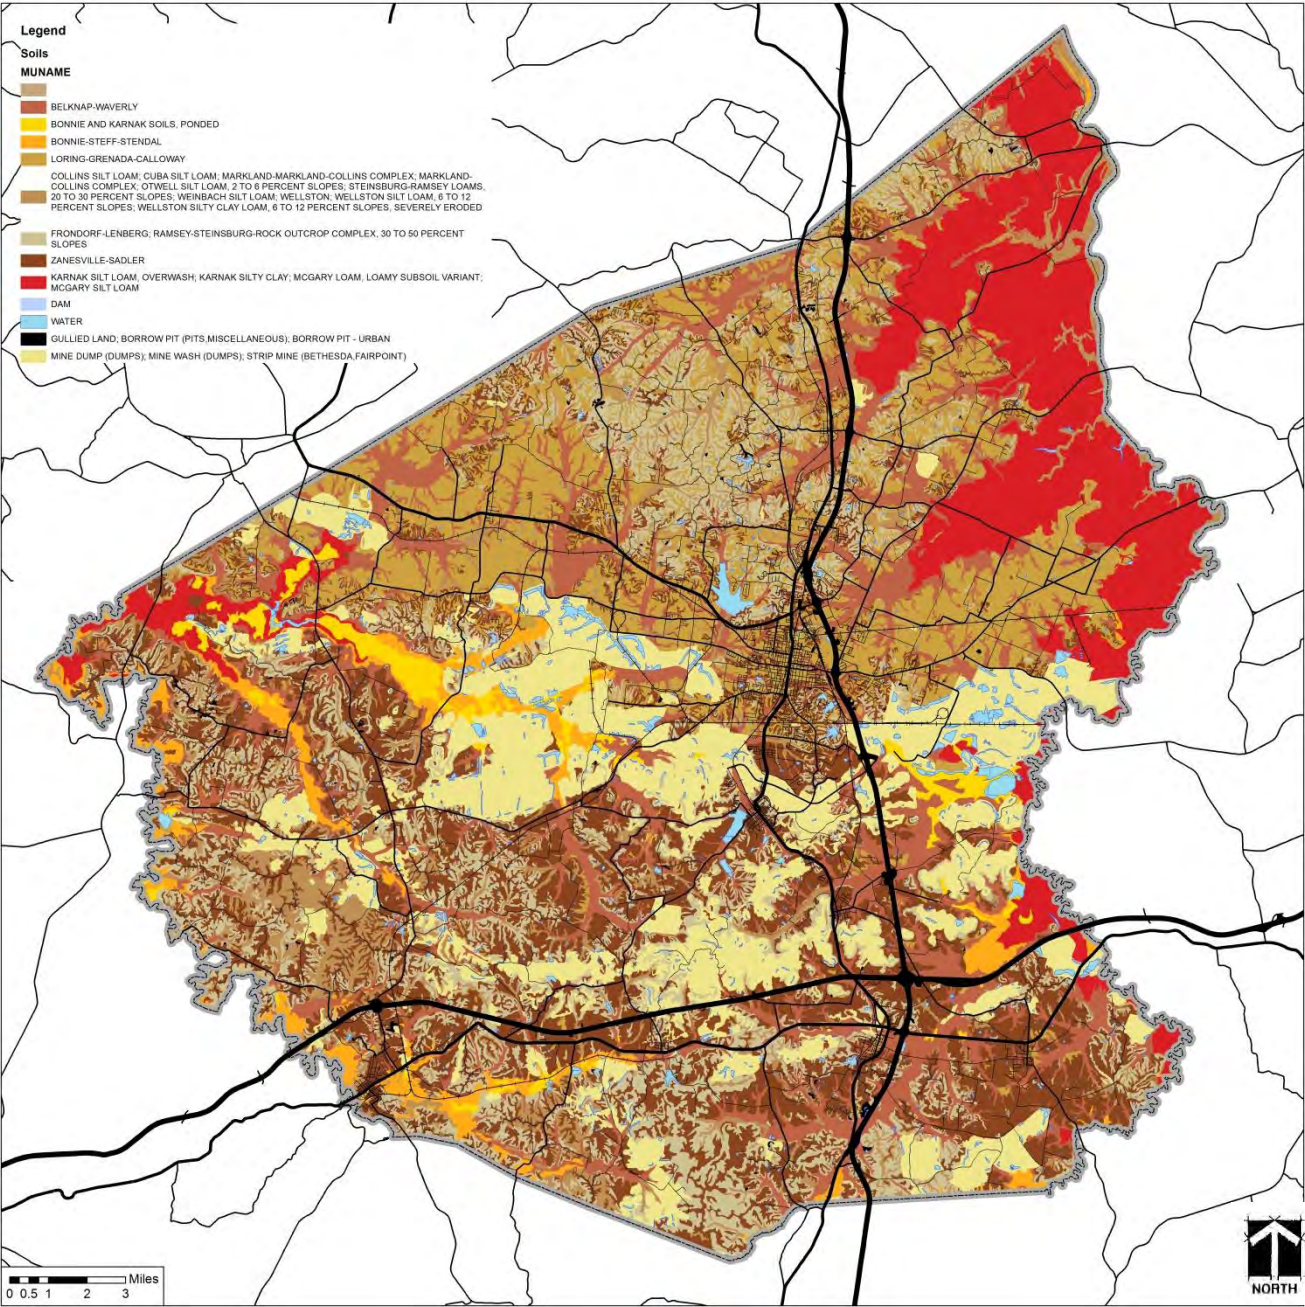 Legend
Soils
MUNAME
BELKNAP-WAVERLY
BONNIE AND KARNAK SOILS, PONDED
BONNIE-STEFF-STENDAL
LORING-GRENADA-CALLOWAY
COLLINS SILT LOAM; CUBA SILT LOAM; MARKLAND-MARKLAND-COLLINS COMPLEX; MARKLAND-
COLLINS COMPLEX; OTWELL SILT LOAM, 2 TO 6 PERCENT SLOPES; STEINSBURG-RAMSEY LOAMS,
20 TO 30 PERCENT SLOPES; WEINBACH SILT LOAM; WELLSTON; WELLSTON SILT LOAM, 6 TO 12
PERCENT SLOPES; WELLSTON SILTY CLAY LOAM, 6 TO 12 PERCENT SLOPES, SEVERELY ERODED
FRONDORF-LENBERG; RAMSEY-STEINSBURG-ROCK OUTCROP COMPLEX, 30 TO 50 PERCENT
SLOPES
ZANESVILLE-SADLER
KARNAK SILT LOAM, OVERWASH; KARNAK SILTY CLAY; MCGARY LOAM, LOAMY SUBSOIL VARIANT;
MCGARY SILT LOAM
DAM
WATER
GULLIED LAND; BORROW PIT (PITS,MISCELLANEOUS); BORROW PIT - URBAN
MINE DUMP (DUMPS); MINE WASH (DUMPS); STRIP MINE (BETHESDA,FAIRPOINT)
Miles
0 0.5 1 2 3
NORTH